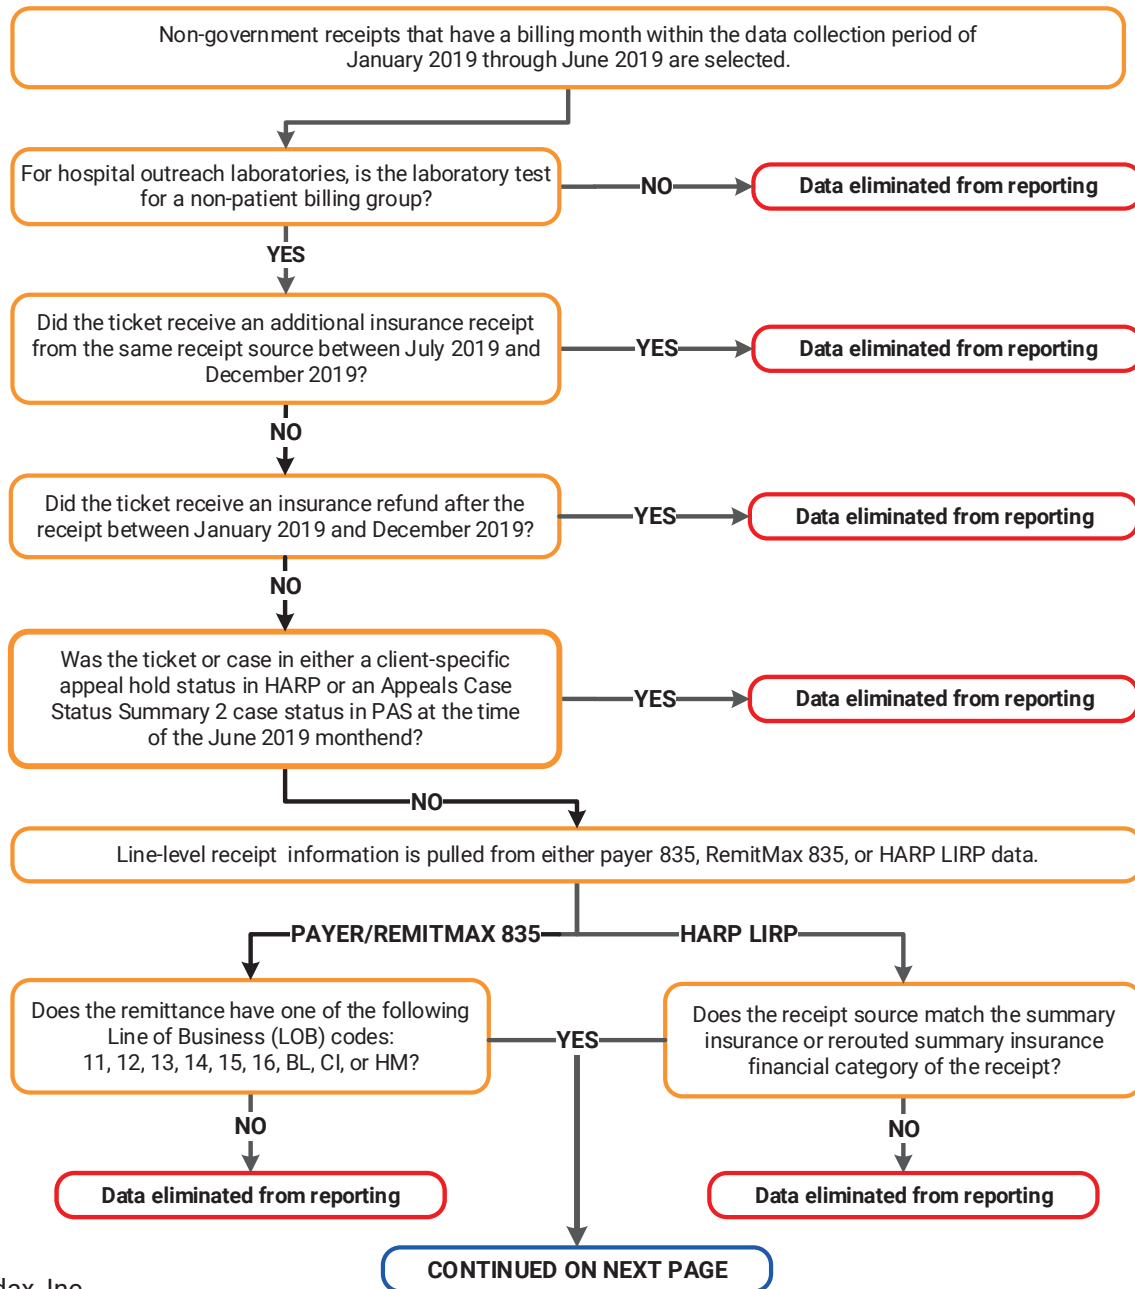 Non-government receipts that have a billing month within the data collection period of
January 2019 through June 2019 are selected.
For hospital outreach laboratories, is the laboratory test
for a non-patient billing group?
NO
Data eliminated from reporting
YES
Did the ticket receive an additional insurance receipt
from the same receipt source between July 2019 and
December 2019?
YES
Data eliminated from reporting
NO
Did the ticket receive an insurance refund after the
receipt between January 2019 and December 2019?
YES
Data eliminated from reporting
NO
Was the ticket or case in either a client-specific
appeal hold status in HARP or an Appeals Case
Status Summary 2 case status in PAS at the time
of the June 2019 monthend?
YES
Data eliminated from reporting
NO
Line-level receipt information is pulled from either payer 835, RemitMax 835, or HARP LIRP data.
PAYER/REMITMAX 835
HARP LIRP
Does the remittance have one of the following
Line of Business (LOB) codes:
11, 12, 13, 14, 15, 16, BL, CI, or HM?
YES
Does the receipt source match the summary
insurance or rerouted summary insurance
financial category of the receipt?
NO
NO
Data eliminated from reporting
Data eliminated from reporting
CONTINUED ON NEXT PAGE